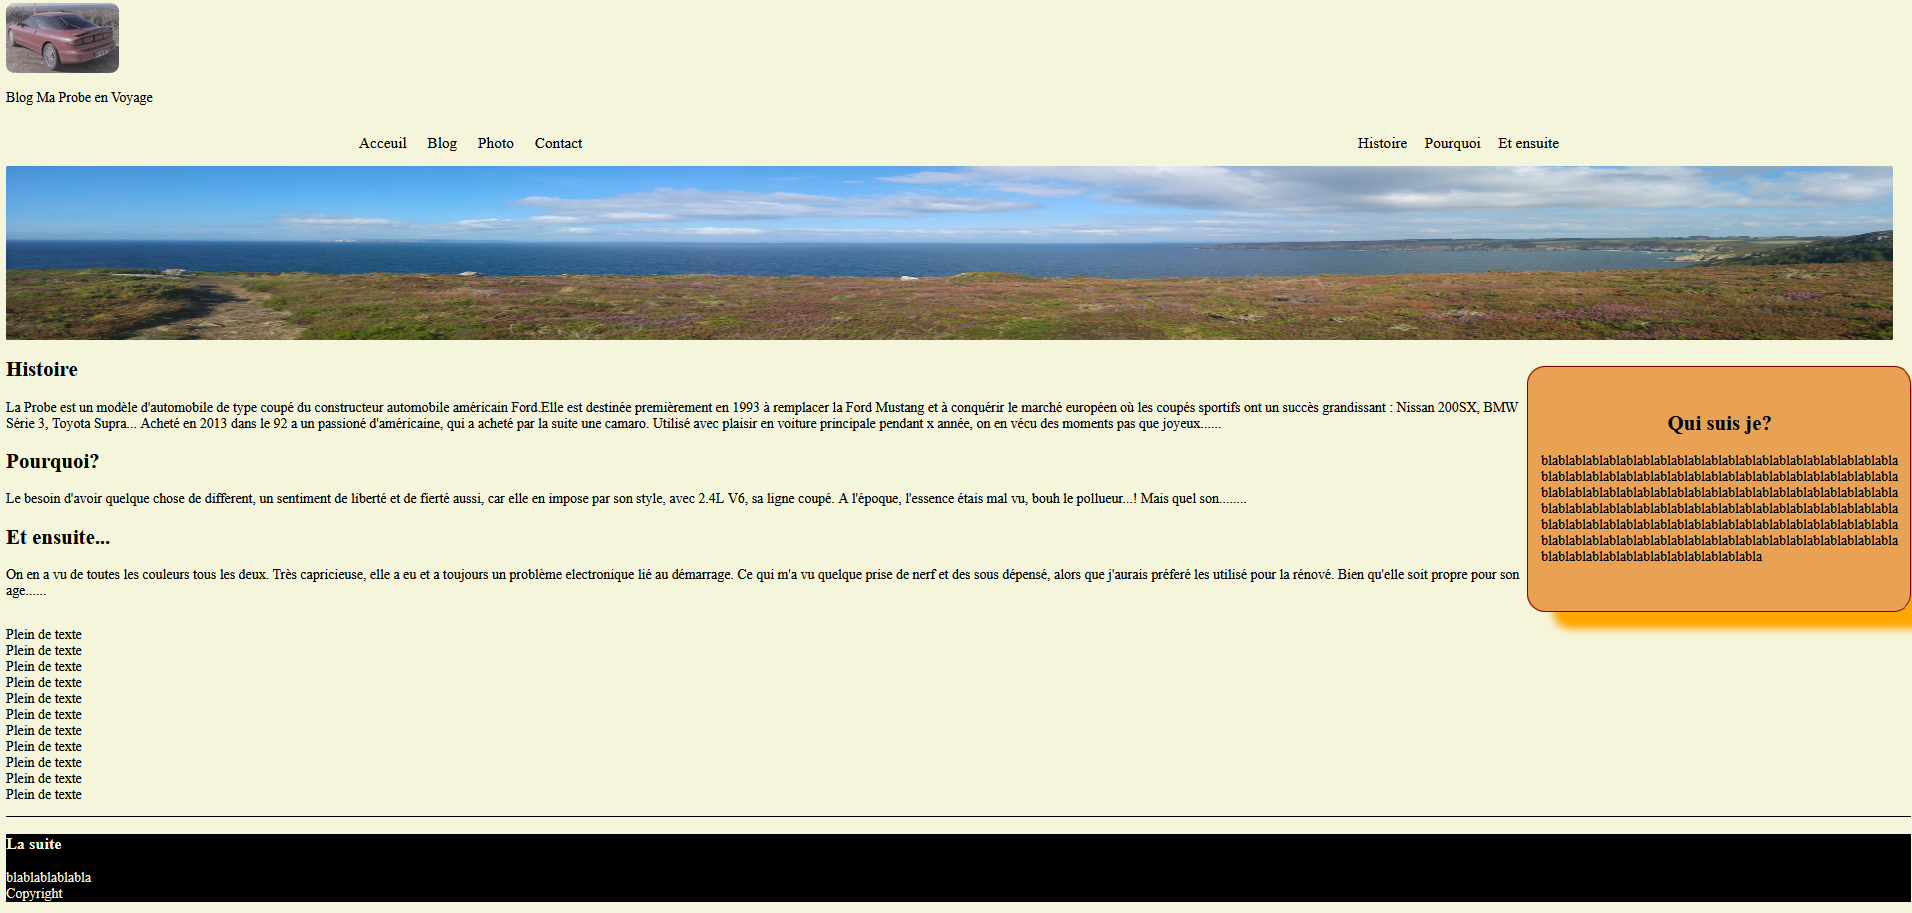 Blog Ma Probe en Voyage
Acceuil Blog Photo Contact
Histoire Pourquoi Et ensuite
Histoire
La Probe est un modèle d'automobile de type coupé du constructeur automobile américain Ford.Elle est destinée premièrement en 1993 à remplacer la Ford Mustang et à conquérir le marché européen où les coupés sportifs ont un succès grandissant : Nissan 200SX, BMW
Série 3, Toyota Supra... Acheté en 2013 dans le 92 a un passioné d'américaine, qui a acheté par la suite une camaro. Utilisé avec plaisir en voiture principale pendant x année, on en vécu des moments pas que joyeux......
Pourquoi?
Le besoin d'avoir quelque chose de different, un sentiment de liberté et de fierté aussi, car elle en impose par son style, avec 2.4L V6, sa ligne coupé. A l'époque, l'essence étais mal vu, bouh le pollueur...! Mais quel son........
Et ensuite...
On en a vu de toutes les couleurs tous les deux. Très capricieuse, elle a eu et a toujours un problème electronique lié au démarrage. Ce qui m'a vu quelque prise de nerf et des sous dépensé, alors que j'aurais préferé les utilisé pour la rénové. Bien qu'elle soit propre pour son
age......
Qui suis je?
blablablablablablablablablablablablablablablablablablablablabla
blablablablablablablablablablablablablablablablablablablablabla
blablablablablablablablablablablablablablablablablablablablabla
blablablablablablablablablablablablablablablablablablablablabla
blablablablablablablablablablablablablablablablablablablablabla
blablablablablablablablablablablablablablablablablablablablabla
blablablablablablablablablablablablabla
Plein de texte
Plein de texte
Plein de texte
Plein de texte
Plein de texte
Plein de texte
Plein de texte
Plein de texte
Plein de texte
Plein de texte
Plein de texte
La suite
blablablablabla
Copyright